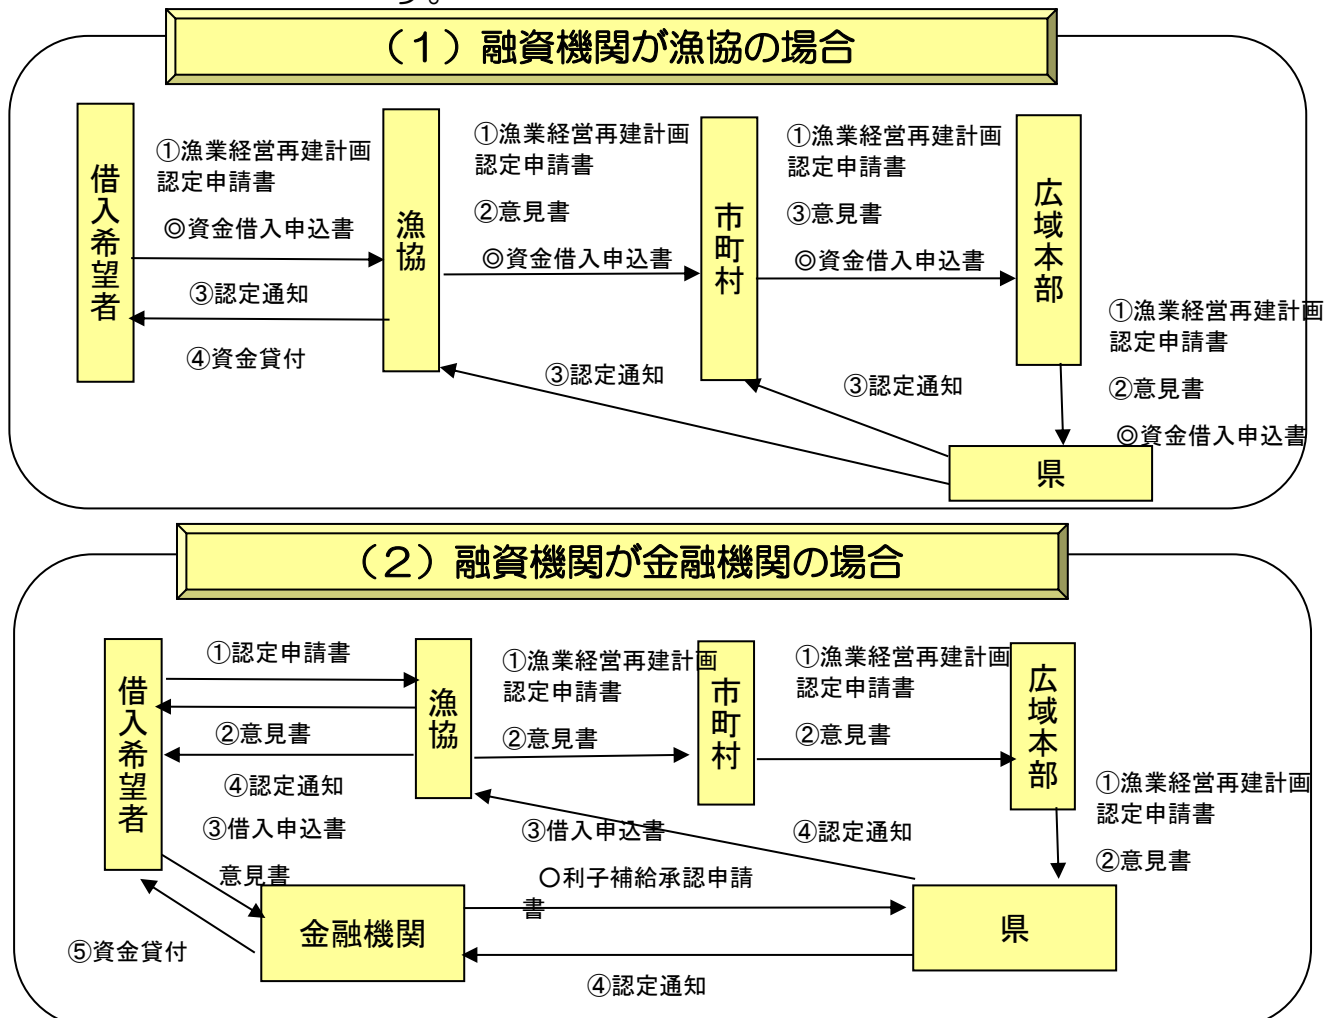 す。
（１）融資機関が漁協の場合
借入希望者
①漁業経営再建計画
認定申請書
◎資金借入申込書
③認定通知
④資金貸付
漁協
①漁業経営再建計画
認定申請書
②意見書
◎資金借入申込書
③認定通知
市町村
①漁業経営再建計画
認定申請書
③意見書
◎資金借入申込書
③認定通知
広域本部
①漁業経営再建計画
認定申請書
②意見書
◎資金借入申込書
県
（２）融資機関が金融機関の場合
借入希望者
①認定申請書
②意見書
④認定通知
③借入申込書
意見書
⑤資金貸付
漁協
①漁業経営再建計画
認定申請書
②意見書
市町村
①漁業経営再建計画
認定申請書
②意見書
広域本部
①漁業経営再建計画
認定申請書
②意見書
③借入申込書
④認定通知
〇利子補給承認申請
書
金融機関
④認定通知
県